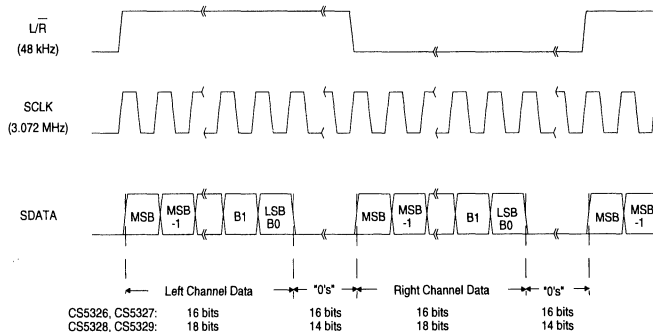 L/R
(48 kHz)
SCLK
(3.072 MHz)
SDATA
MSB MSB -1 B1 LSB B0 MSB MSB -1 B1 LSB B0 MSB MSB -1
Left Channel Data "0's" Right Channel Data "0's"
CS5326, CS5327: 16 bits 16 bits 16 bits 16 bits
CS5328, CS5329: 18 bits 14 bits 18 bits 14 bits